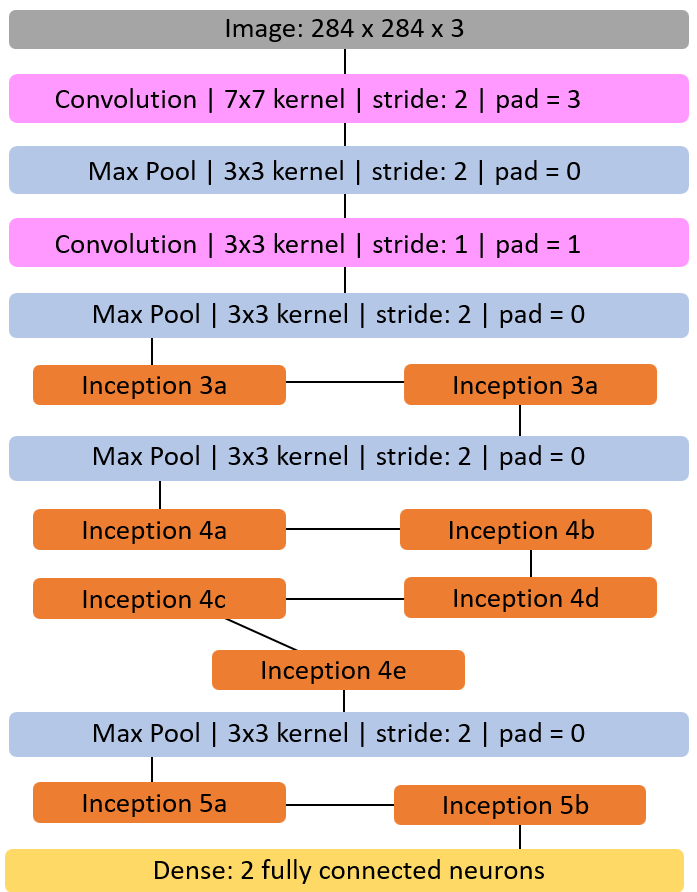 Image: 284 x 284 x 3
Convolution | 7x7 kernel | stride: 2 | pad = 3
Max Pool | 3x3 kernel | stride: 2 | pad = 0
Convolution | 3x3 kernel | stride: 1 | pad = 1
Max Pool | 3x3 kernel | stride: 2 | pad = 0
Inception 3a
Inception 3a
Max Pool | 3x3 kernel | stride: 2 | pad = 0
Inception 4a
Inception 4b
Inception 4c
Inception 4d
Inception 4e
Max Pool | 3x3 kernel | stride: 2 | pad = 0
Inception 5a
Inception 5b
Dense: 2 fully connected neurons